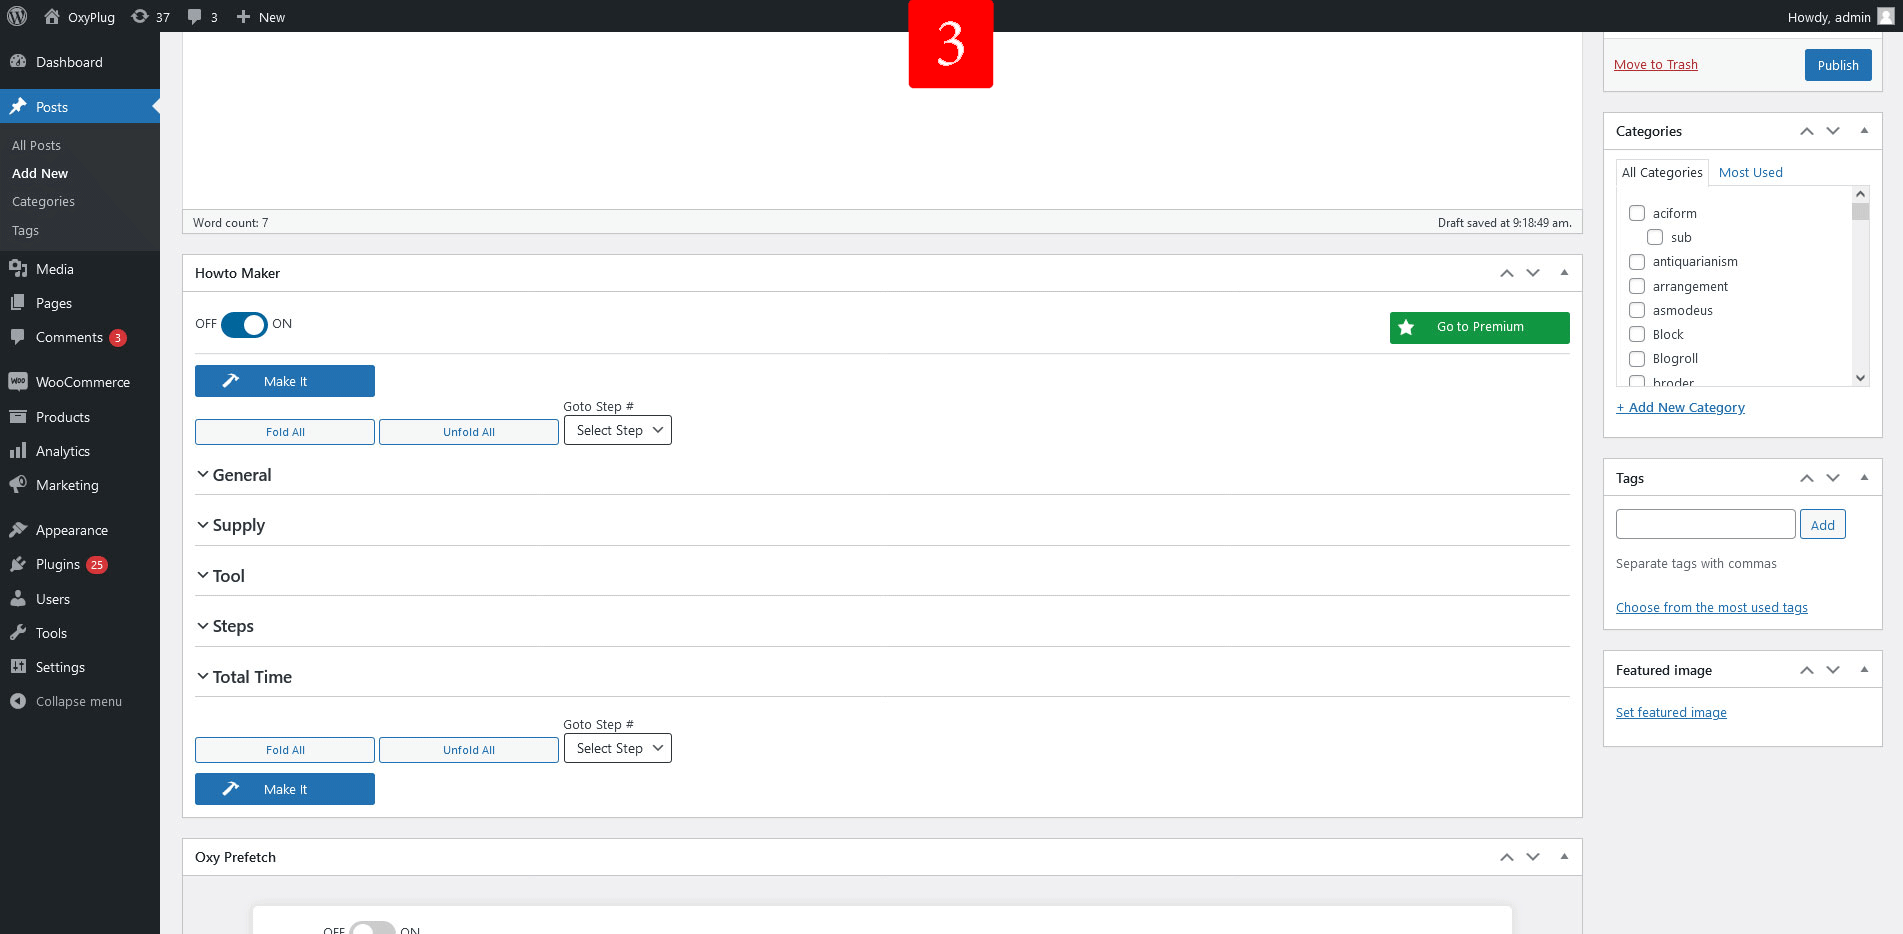 OxyPlug 37 3 New
Howdy, admin
3
Dashboard
Posts
All Posts
Add New
Categories
Tags
Media
Pages
Comments 3
WooCommerce
Products
Analytics
Marketing
Appearance
Plugins 25
Users
Tools
Settings
Collapse menu
Word count: 7
Draft saved at 9:18:49 am.
Howto Maker
OFF ON
Go to Premium
Make It
Goto Step #
Fold All
Unfold All
Select Step
General
Supply
Tool
Steps
Total Time
Goto Step #
Fold All
Unfold All
Select Step
Make It
Oxy Prefetch
OFF ON
Move to Trash
Publish
Categories
All Categories
Most Used
aciform
sub
antiquarianism
arrangement
asmodeus
Block
Blogroll
broder
+ Add New Category
Tags
Add
Separate tags with commas
Choose from the most used tags
Featured image
Set featured image